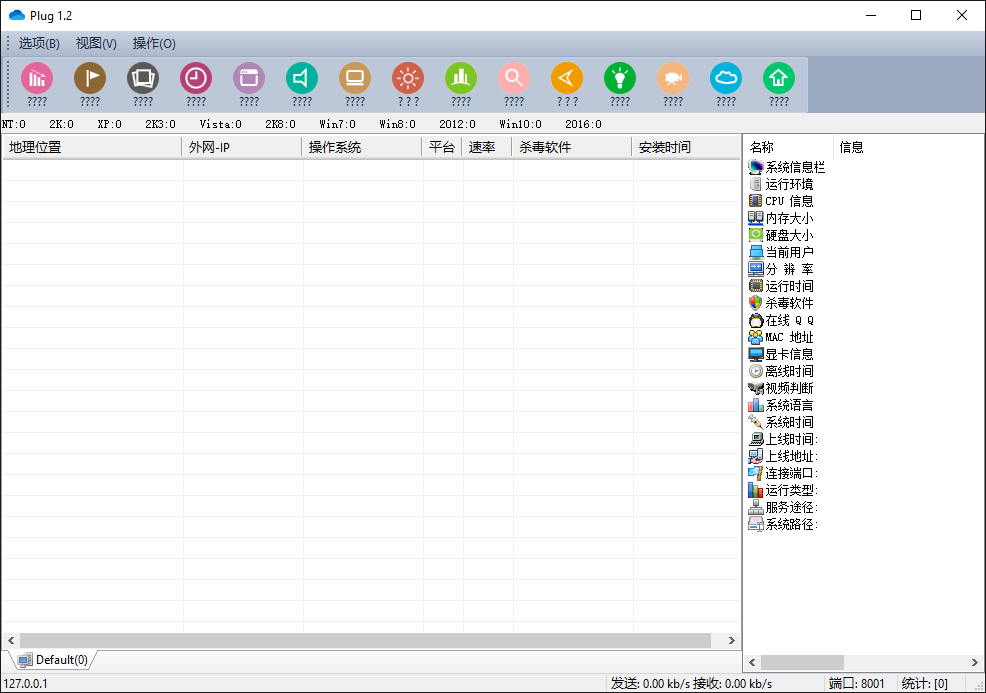 Plug 1.2
选项(B) 视图(V) 操作(O)
???? ???? ???? ???? ???? ???? ???? ? ? ? ???? ???? ? ? ? ???? ???? ???? ????
NT:0 2K:0 XP:0 2K3:0 Vista:0 2K8:0 Win7:0 Win8:0 2012:0 Win10:0 2016:0
地理位置 外网-IP 操作系统 平台 速率 杀毒软件 安装时间
名称 信息
系统信息栏
运行环境
CPU 信息
内存大小
硬盘大小
当前用户
分 辨 率
运行时间
杀毒软件
在线 Q Q
MAC 地址
显卡信息
离线时间
视频判断
系统语言
系统时间
上线时间:
上线地址:
连接端口:
运行类型:
服务途径:
系统路径:
Default(0)
127.0.0.1 发送: 0.00 kb/s 接收: 0.00 kb/s 端口: 8001 统计: [0]